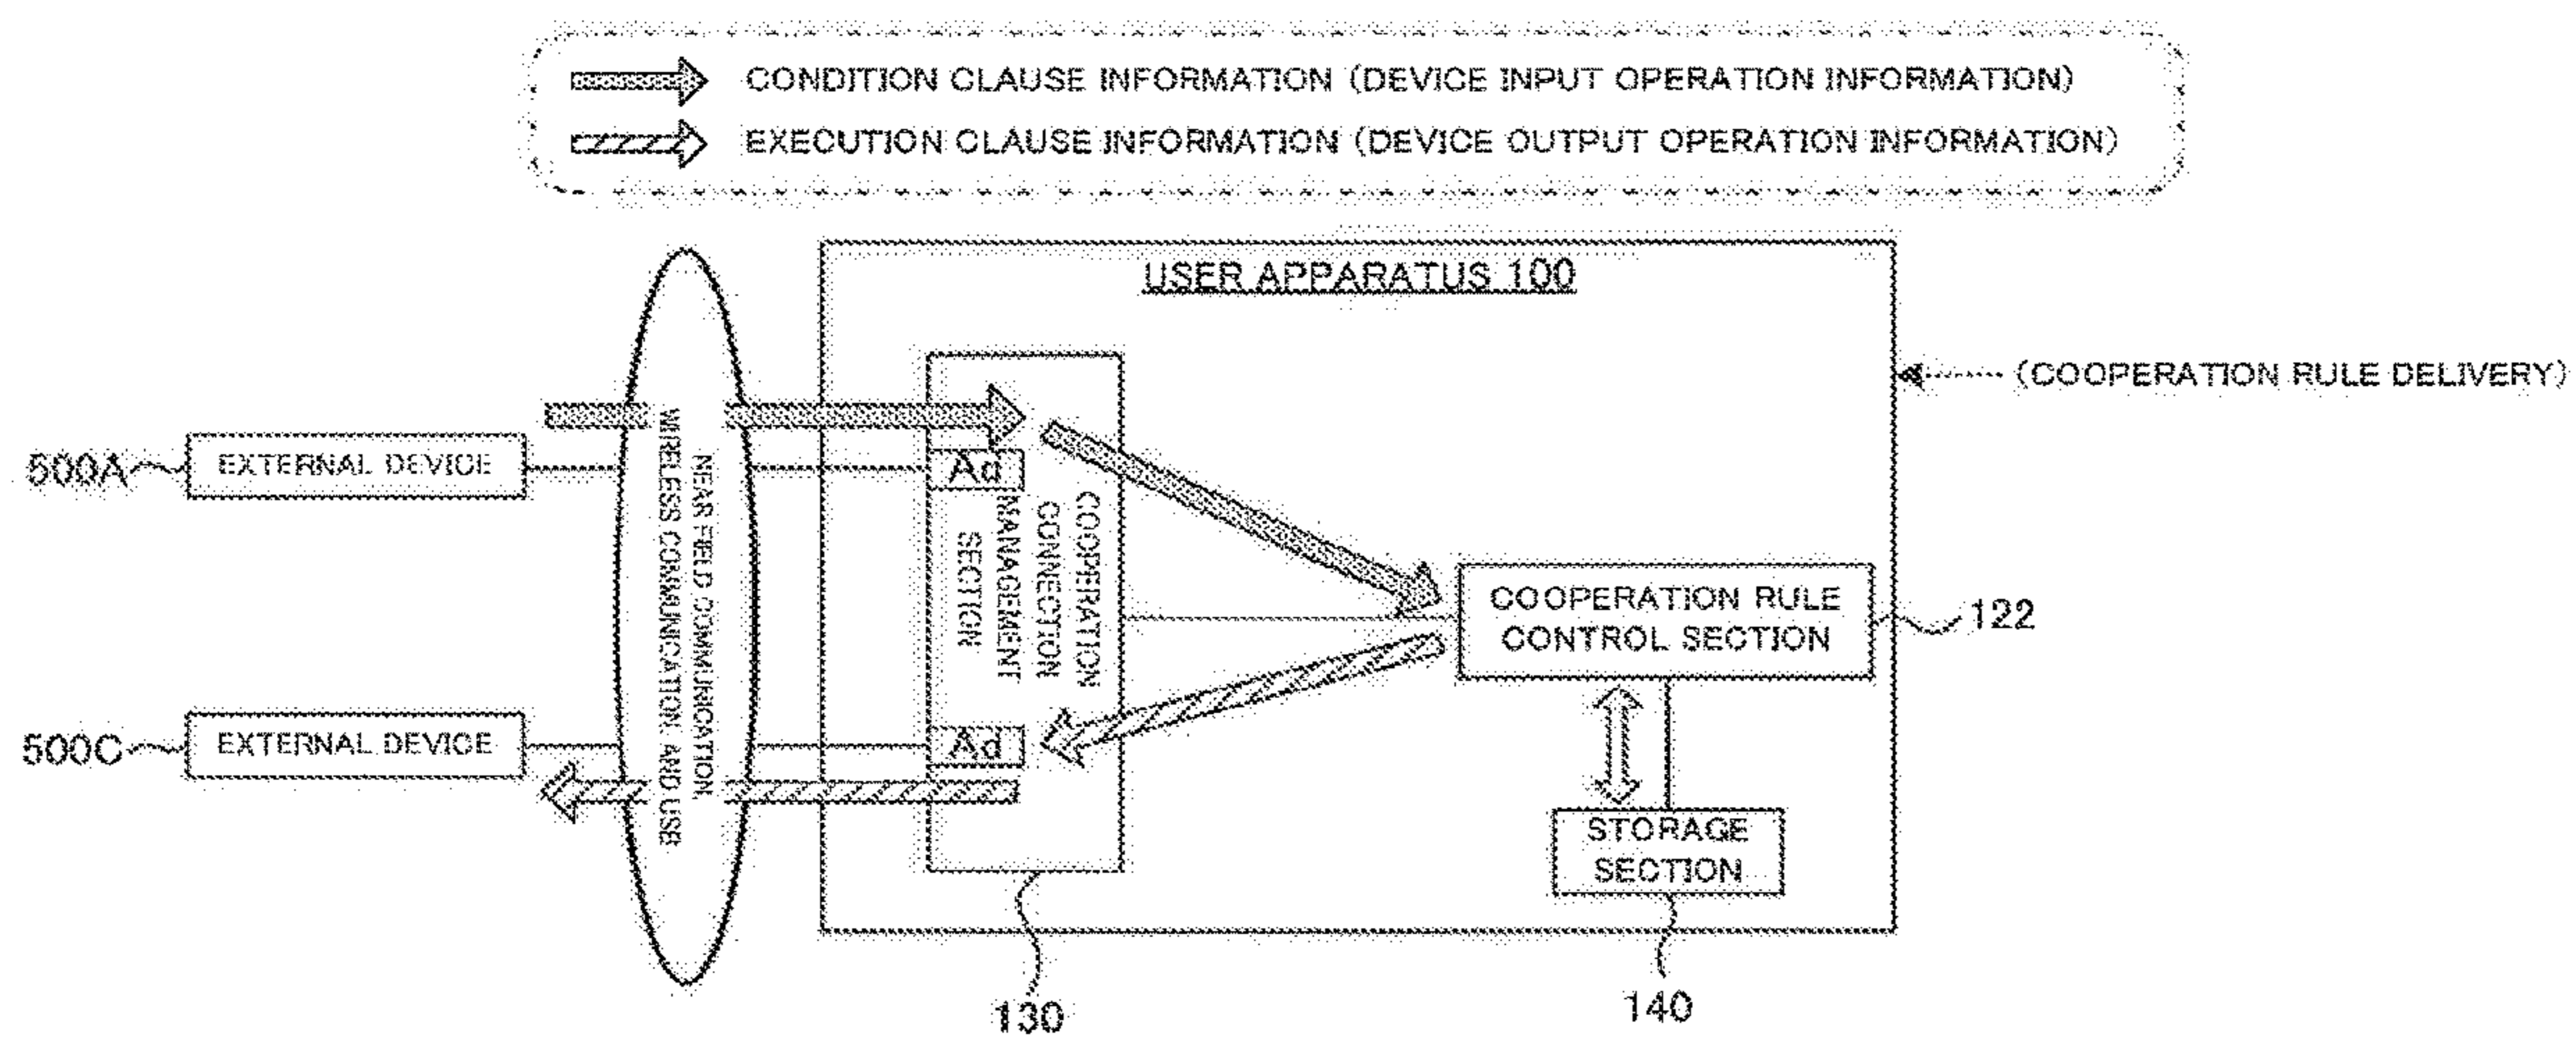 CONDITION CLAUSE INFORMATION (DEVICE INPUT OPERATION INFORMATION)
EXECUTION CLAUSE INFORMATION (DEVICE OUTPUT OPERATION INFORMATION)
USER APPARATUS 100
(COOPERATION RULE DELIVERY)
500A
EXTERNAL DEVICE
NEAR FIELD COMMUNICATION,
WIRELESS COMMUNICATION, AND USB
Ad
COOPERATION
CONNECTION
MANAGEMENT
SECTION
COOPERATION RULE
CONTROL SECTION
122
500C
EXTERNAL DEVICE
Ad
STORAGE
SECTION
130
140